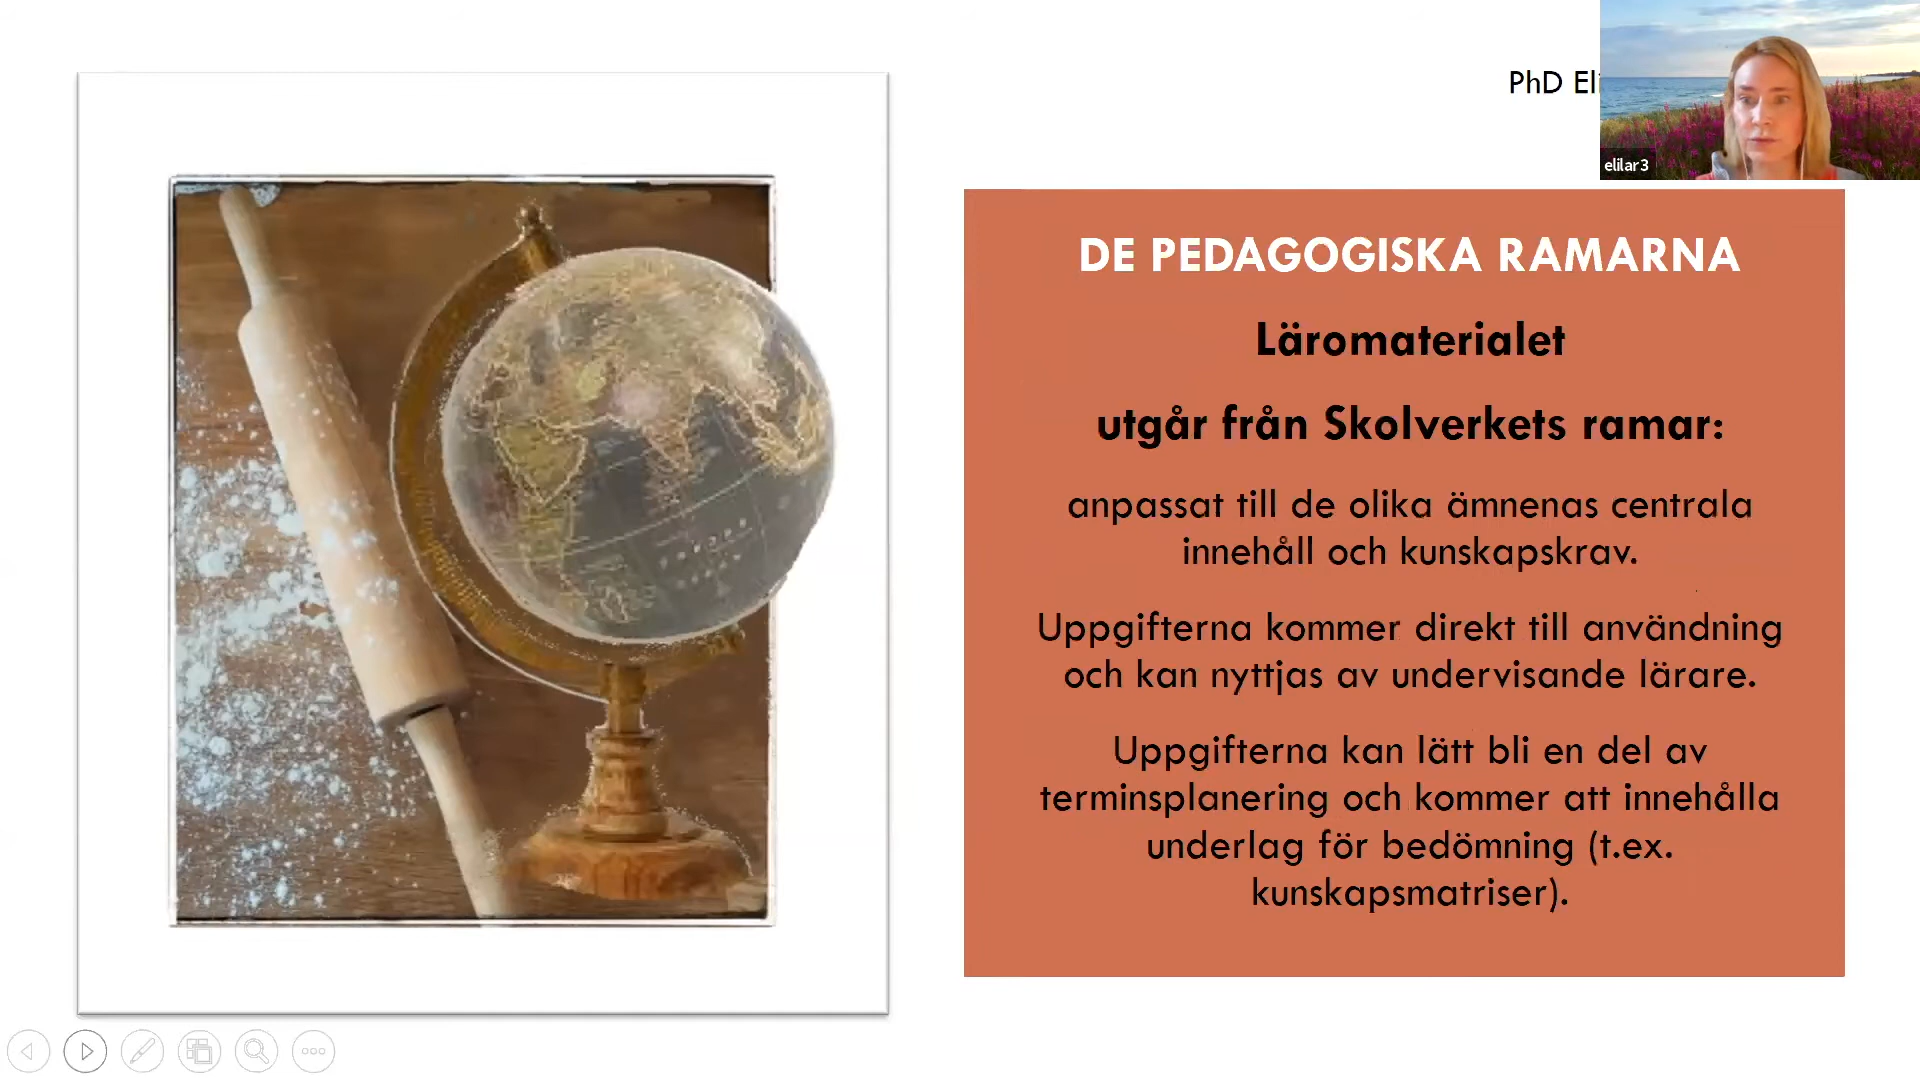 PhD
elilar3
DE PEDAGOGISKA RAMARNA
Läromaterialet
utgår från Skolverkets ramar:
anpassat till de olika ämnenas centrala
innehåll och kunskapskrav.
Uppgifterna kommer direkt till användning
och kan nyttjas av undervisande lärare.
Uppgifterna kan lätt bli en del av
terminsplanering och kommer att innehålla
underlag för bedömning (t.ex.
kunskapsmatriser).